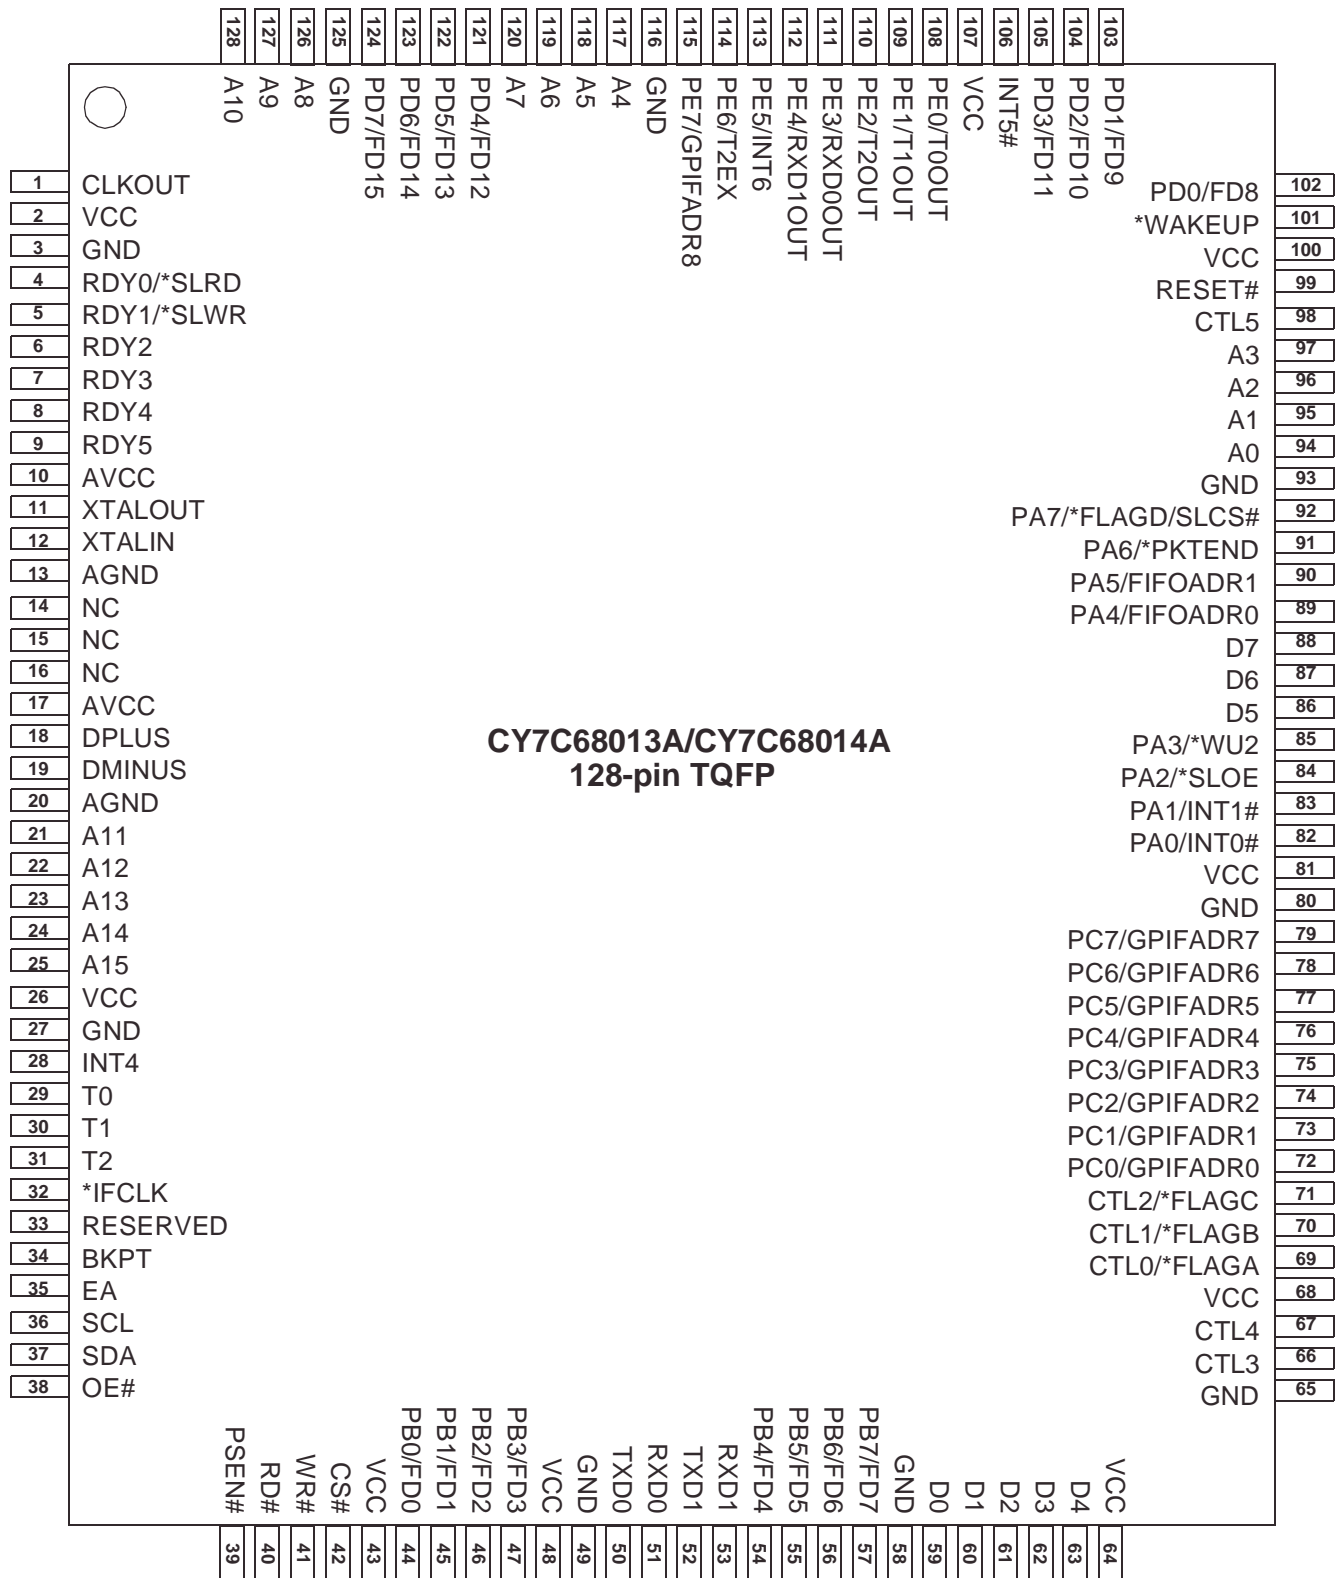 128 127 126 125 124 123 122 121 120 119 118 117 116 115 114 113 112 111 110 109 108 107 106 105 104 103
A10 A9 A8 GND PD7/FD15 PD6/FD14 PD5/FD13 PD4/FD12 A7 A6 A5 A4 GND PE7/GPIFADR8 PE6/T2EX PE5/INT6 PE4/RXD1OUT PE3/RXD0OUT PE2/T2OUT PE1/T1OUT PE0/T0OUT VCC INT5# PD3/FD11 PD2/FD10 PD1/FD9
1 CLKOUT
2 VCC
3 GND
4 RDY0/*SLRD
5 RDY1/*SLWR
6 RDY2
7 RDY3
8 RDY4
9 RDY5
10 AVCC
11 XTALOUT
12 XTALIN
13 AGND
14 NC
15 NC
16 NC
17 AVCC
18 DPLUS
19 DMINUS
20 AGND
21 A11
22 A12
23 A13
24 A14
25 A15
26 VCC
27 GND
28 INT4
29 T0
30 T1
31 T2
32 *IFCLK
33 RESERVED
34 BKPT
35 EA
36 SCL
37 SDA
38 OE#
CY7C68013A/CY7C68014A
128-pin TQFP
PD0/FD8 102
*WAKEUP 101
VCC 100
RESET# 99
CTL5 98
A3 97
A2 96
A1 95
A0 94
GND 93
PA7/*FLAGD/SLCS# 92
PA6/*PKTEND 91
PA5/FIFOADR1 90
PA4/FIFOADR0 89
D7 88
D6 87
D5 86
PA3/*WU2 85
PA2/*SLOE 84
PA1/INT1# 83
PA0/INT0# 82
VCC 81
GND 80
PC7/GPIFADR7 79
PC6/GPIFADR6 78
PC5/GPIFADR5 77
PC4/GPIFADR4 76
PC3/GPIFADR3 75
PC2/GPIFADR2 74
PC1/GPIFADR1 73
PC0/GPIFADR0 72
CTL2/*FLAGC 71
CTL1/*FLAGB 70
CTL0/*FLAGA 69
VCC 68
CTL4 67
CTL3 66
GND 65
PSEN# RD# WR# CS# VCC PB0/FD0 PB1/FD1 PB2/FD2 PB3/FD3 VCC GND TXD0 RXD0 TXD1 RXD1 PB4/FD4 PB5/FD5 PB6/FD6 PB7/FD7 GND D0 D1 D2 D3 D4 VCC
39 40 41 42 43 44 45 46 47 48 49 50 51 52 53 54 55 56 57 58 59 60 61 62 63 64